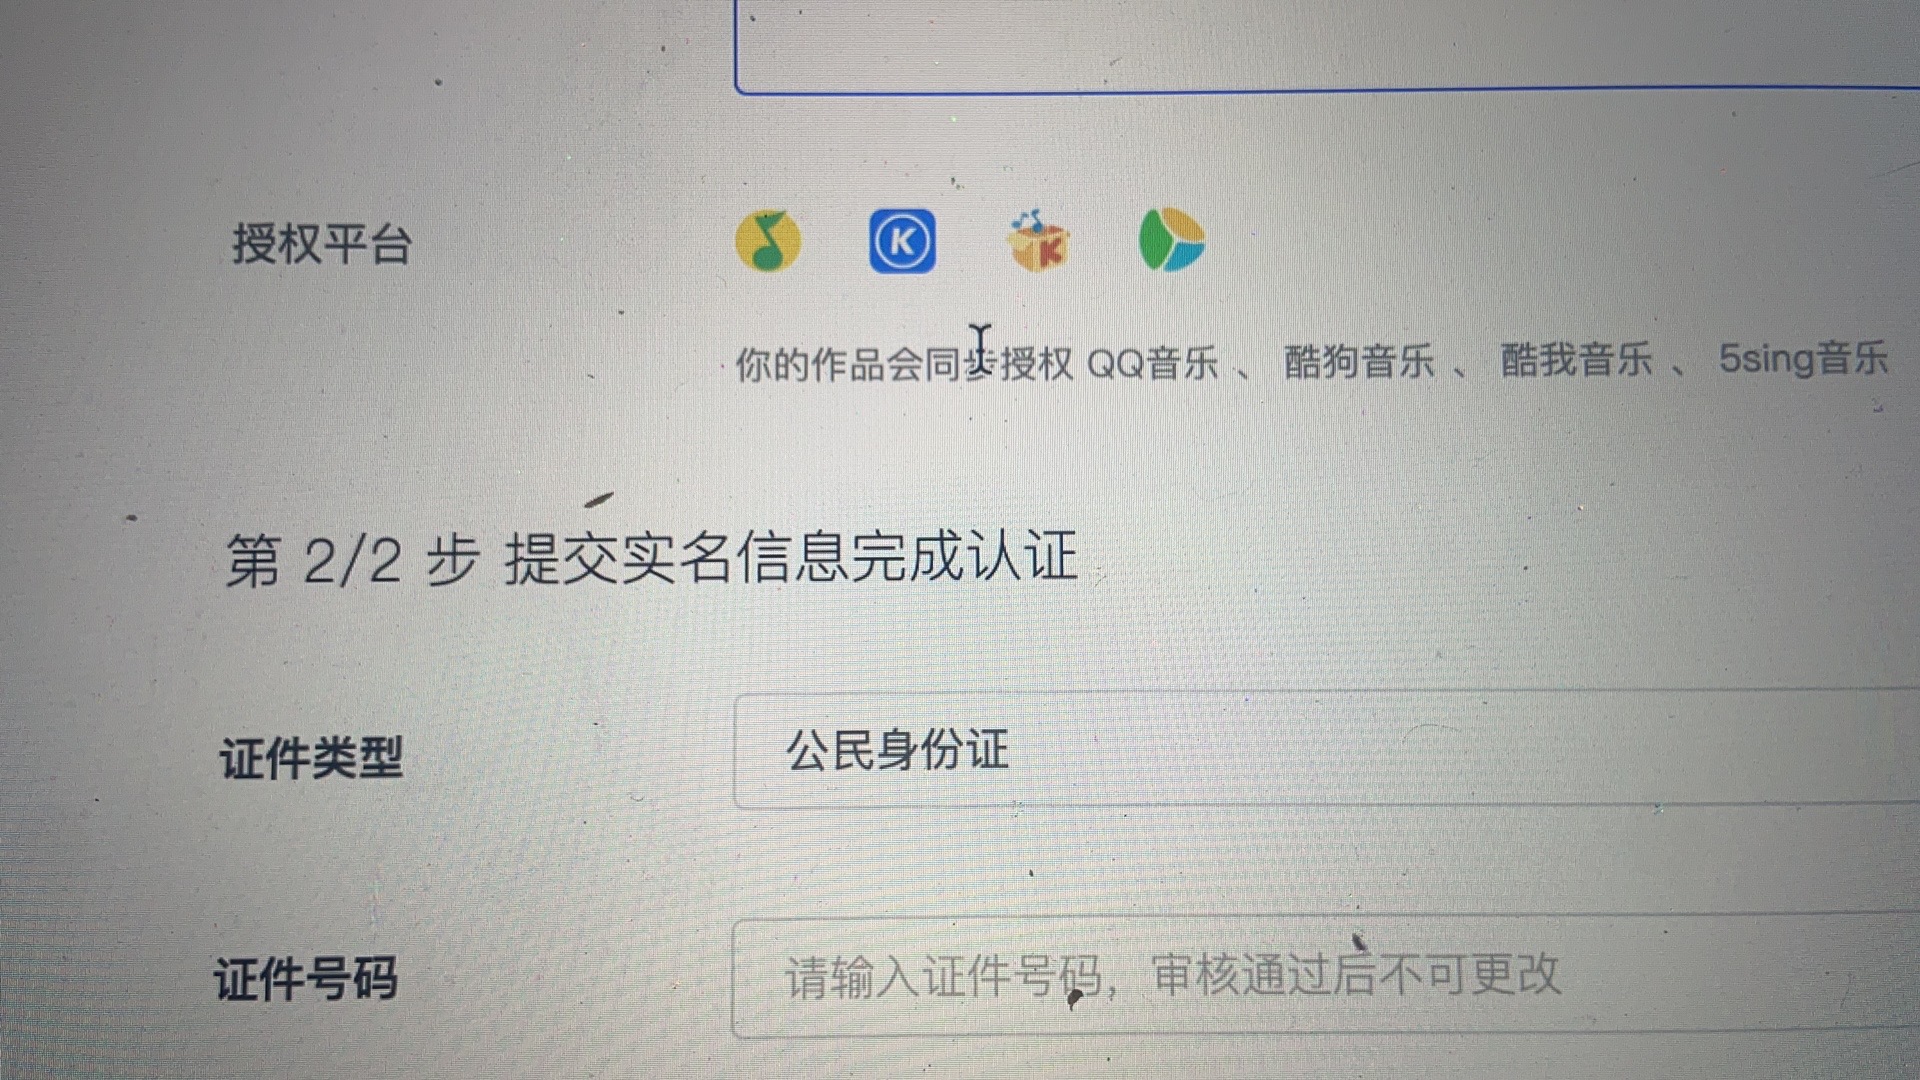 授权平台
你的作品会同步授权 QQ音乐 、 酷狗音乐 、 酷我音乐 、 5sing音乐
第 2/2 步 提交实名信息完成认证
证件类型
公民身份证
证件号码
请输入证件号码，审核通过后不可更改